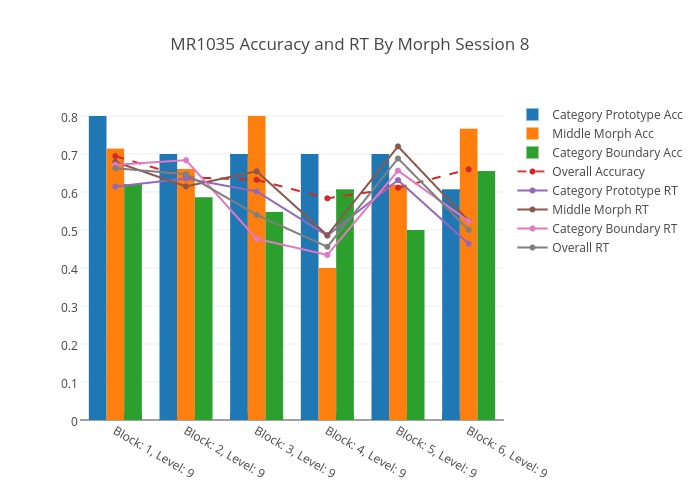 MR1035 Accuracy and RT By Morph Session 8
0.8
0.7
0.6
0.5
0.4
0.3
0.2
0.1
0
Block: 1, Level: 9
Block: 2, Level: 9
Block: 3, Level: 9
Block: 4, Level: 9
Block: 5, Level: 9
Block: 6, Level: 9
Category Prototype Acc
Middle Morph Acc
Category Boundary Acc
Overall Accuracy
Category Prototype RT
Middle Morph RT
Category Boundary RT
Overall RT